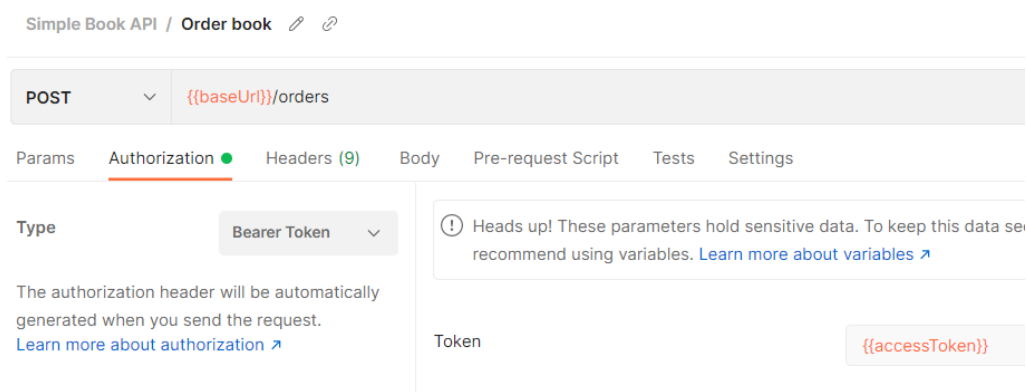 Simple Book API / Order book
POST {{baseUrl}}/orders
Params Authorization Headers (9) Body Pre-request Script Tests Settings
Type Bearer Token
The authorization header will be automatically
generated when you send the request.
Learn more about authorization ↗
Heads up! These parameters hold sensitive data. To keep this data
recommend using variables. Learn more about variables ↗
Token {{accessToken}}